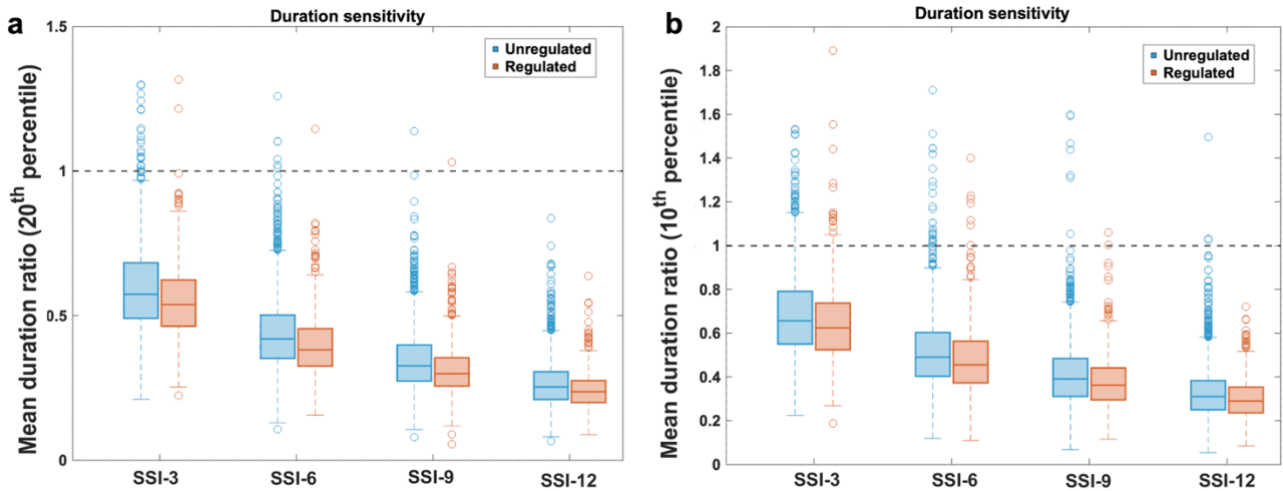 a
Duration sensitivity
Mean duration ratio (20th percentile)
1.5
1
0.5
0
Unregulated
Regulated
SSI-3 SSI-6 SSI-9 SSI-12
b
Duration sensitivity
Mean duration ratio (10th percentile)
2
1.8
1.6
1.4
1.2
1
0.8
0.6
0.4
0.2
0
Unregulated
Regulated
SSI-3 SSI-6 SSI-9 SSI-12